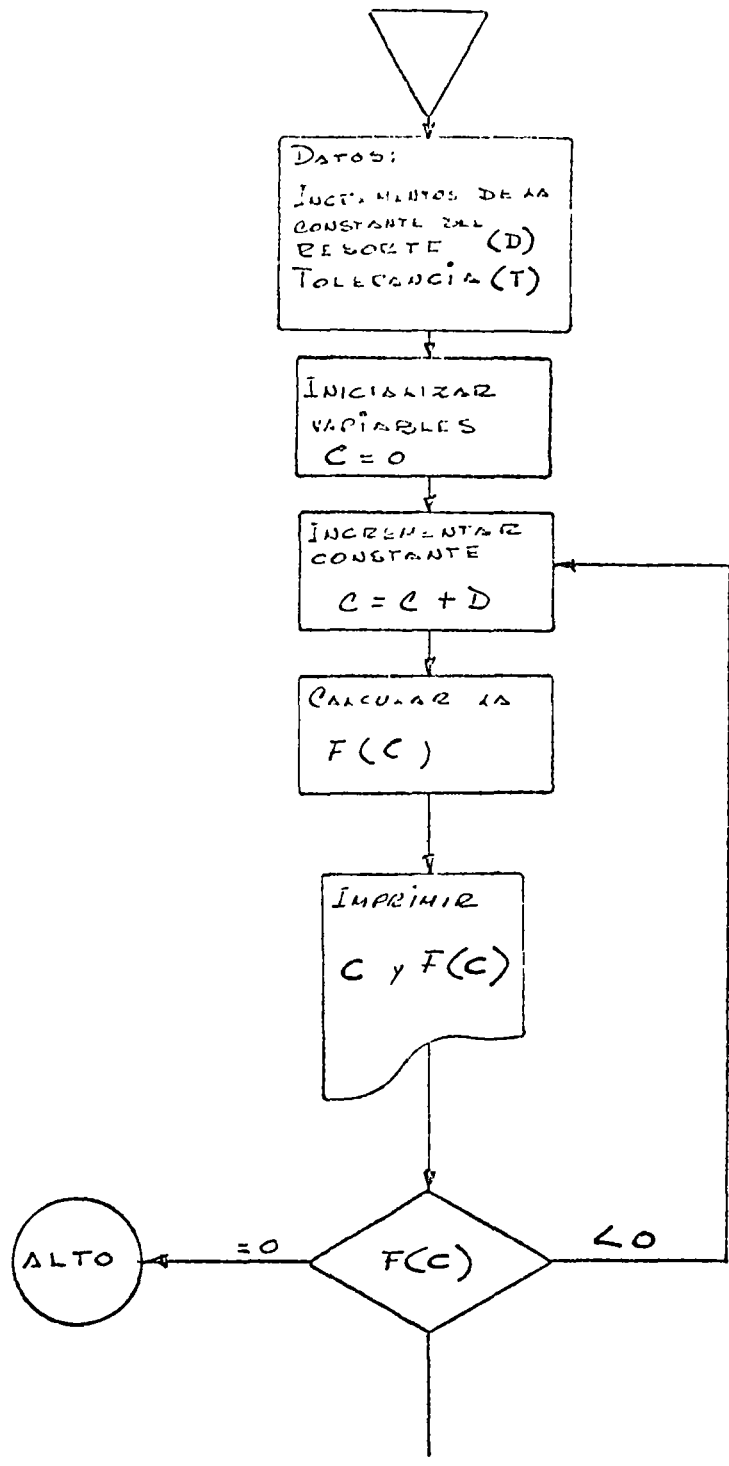 DATOS:
INCREMENTOS DE LA
CONSTANTE DEL
RESORTE (D)
TOLERANCIA (T)
INICIALIZAR
VARIABLES
C = 0
INCREMENTAR
CONSTANTE
C = C + D
CALCULAR LA
F(C)
IMPRIMIR
C y F(C)
ALTO
=0
F(C)
<0